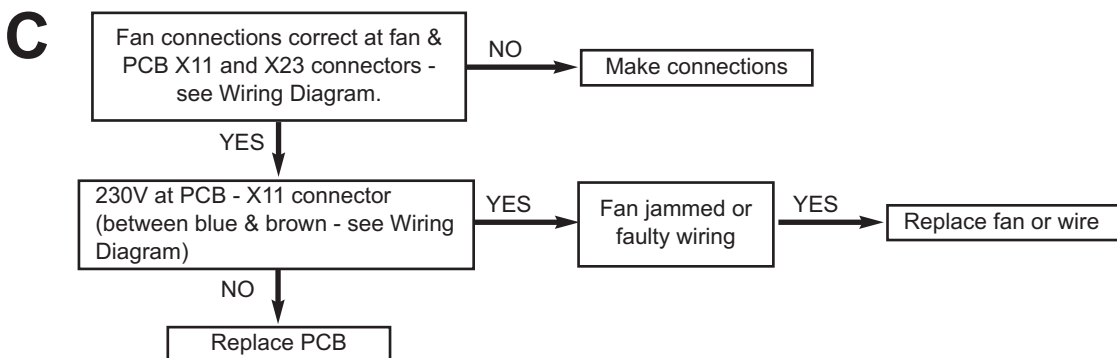 C
Fan connections correct at fan &
PCB X11 and X23 connectors -
see Wiring Diagram.
NO
Make connections
YES
230V at PCB - X11 connector
(between blue & brown - see Wiring
Diagram)
YES
Fan jammed or
faulty wiring
YES
Replace fan or wire
NO
Replace PCB